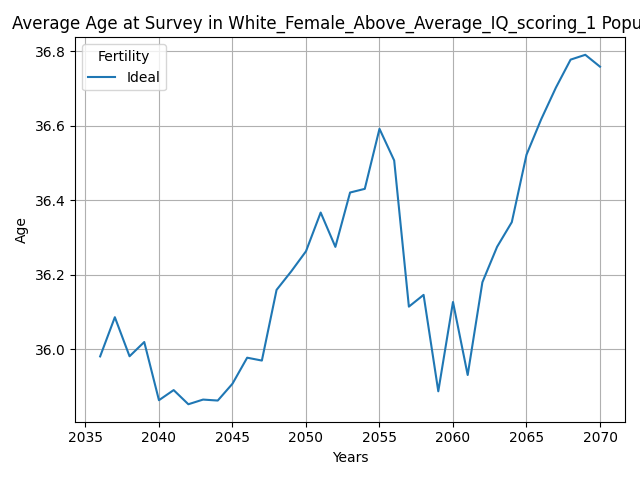 Average Age at Survey in White_Female_Above_Average_IQ_scoring_1 Popu
Fertility
Ideal
36.8
36.6
36.4
36.2
36.0
Age
2035 2040 2045 2050 2055 2060 2065 2070
Years